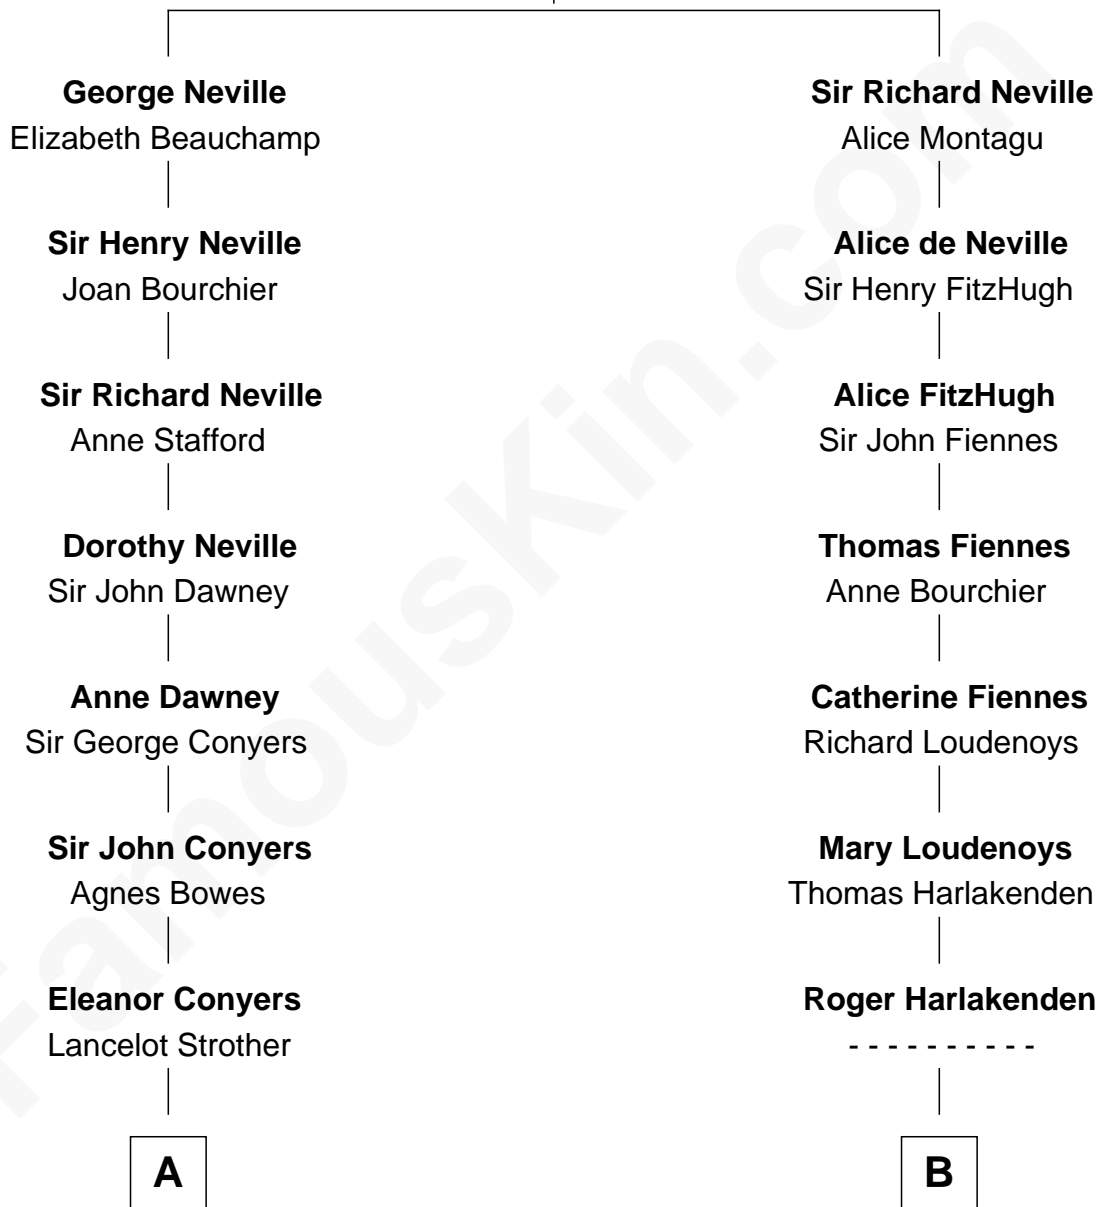 George Neville
Elizabeth Beauchamp
Sir Henry Neville
Joan Bourchier
Sir Richard Neville
Anne Stafford
Dorothy Neville
Sir John Dawney
Anne Dawney
Sir George Conyers
Sir John Conyers
Agnes Bowes
Eleanor Conyers
Lancelot Strother
A
Sir Richard Neville
Alice Montagu
Alice de Neville
Sir Henry FitzHugh
Alice FitzHugh
Sir John Fiennes
Thomas Fiennes
Anne Bourchier
Catherine Fiennes
Richard Loudenoys
Mary Loudenoys
Thomas Harlakenden
Roger Harlakenden
- - - - - - - - - -
B
FamousKin.com